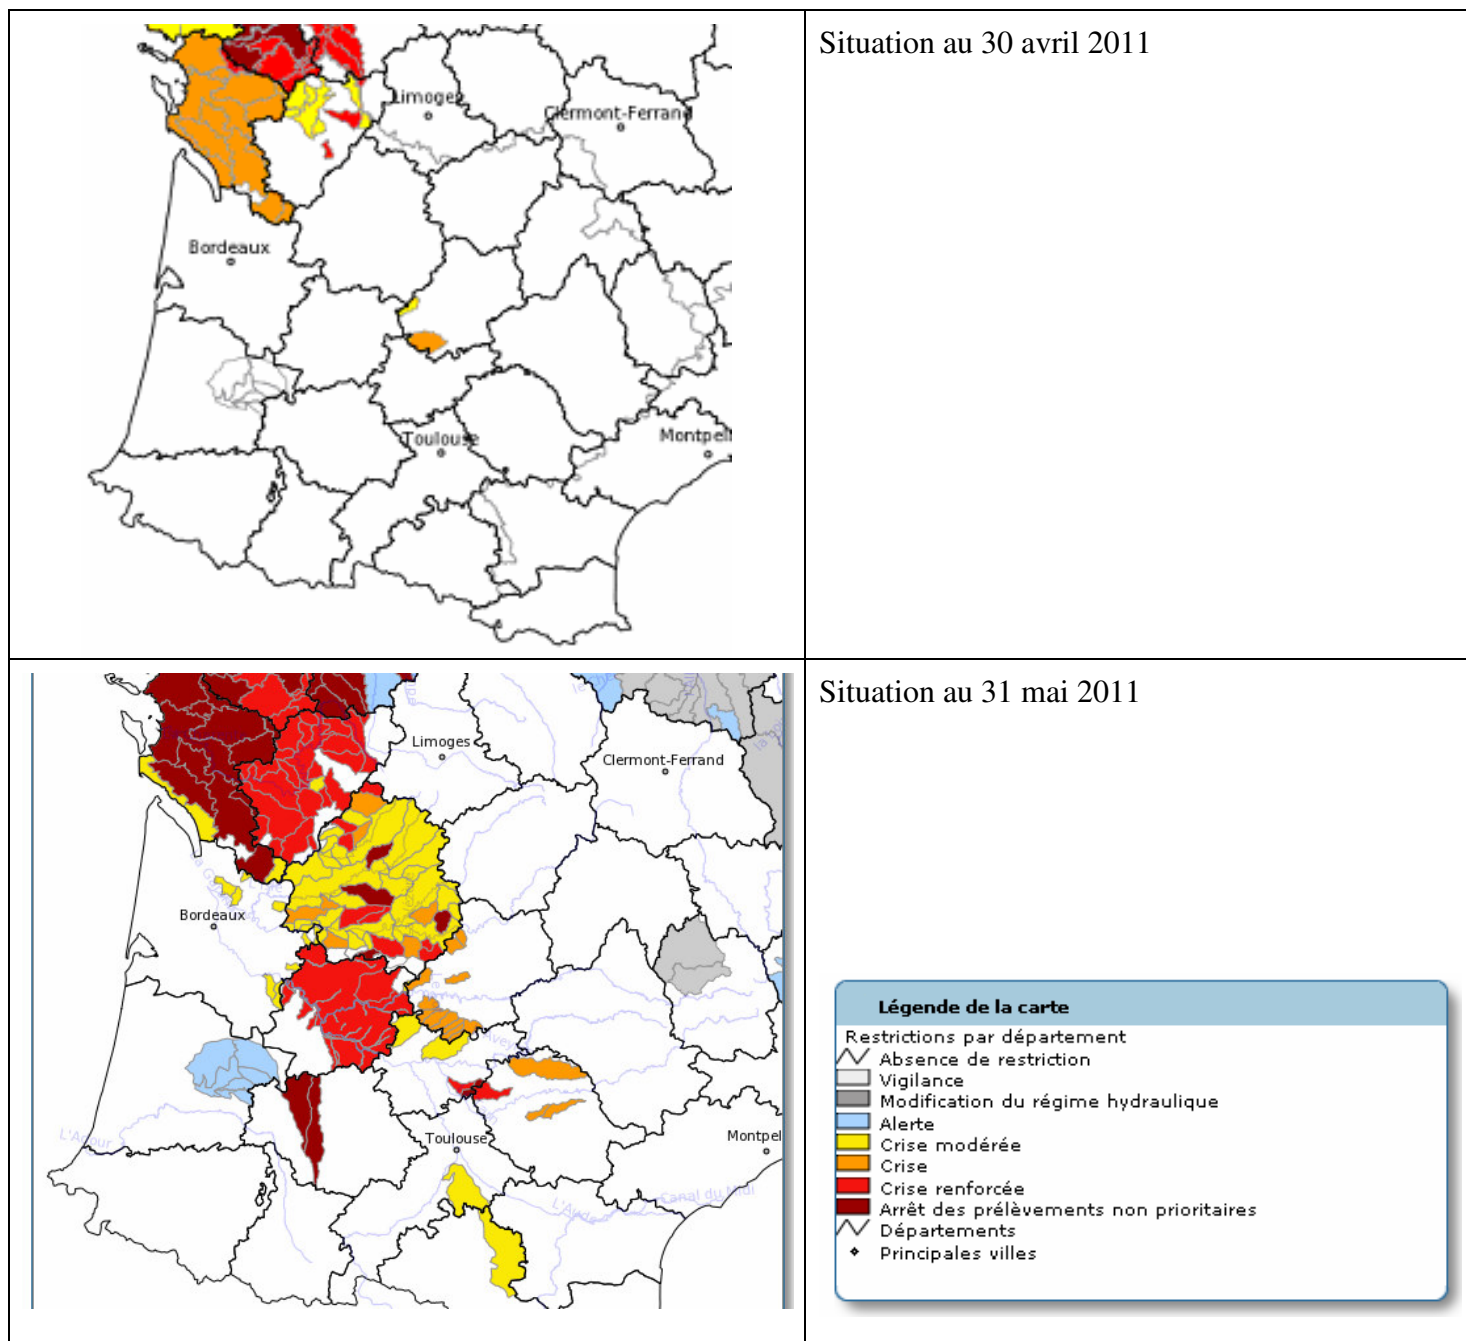 Situation au 30 avril 2011
Limoges
Clermont-Ferrand
Bordeaux
Toulouse
Montpell
Situation au 31 mai 2011
Limoges
Clermont-Ferrand
Bordeaux
L'Adour
Toulouse
Montpel
Canal du Midi
L'Aude
Légende de la carte
Restrictions par département
Absence de restriction
Vigilance
Modification du régime hydraulique
Alerte
Crise modérée
Crise
Crise renforcée
Arrêt des prélèvements non prioritaires
Départements
Principales villes